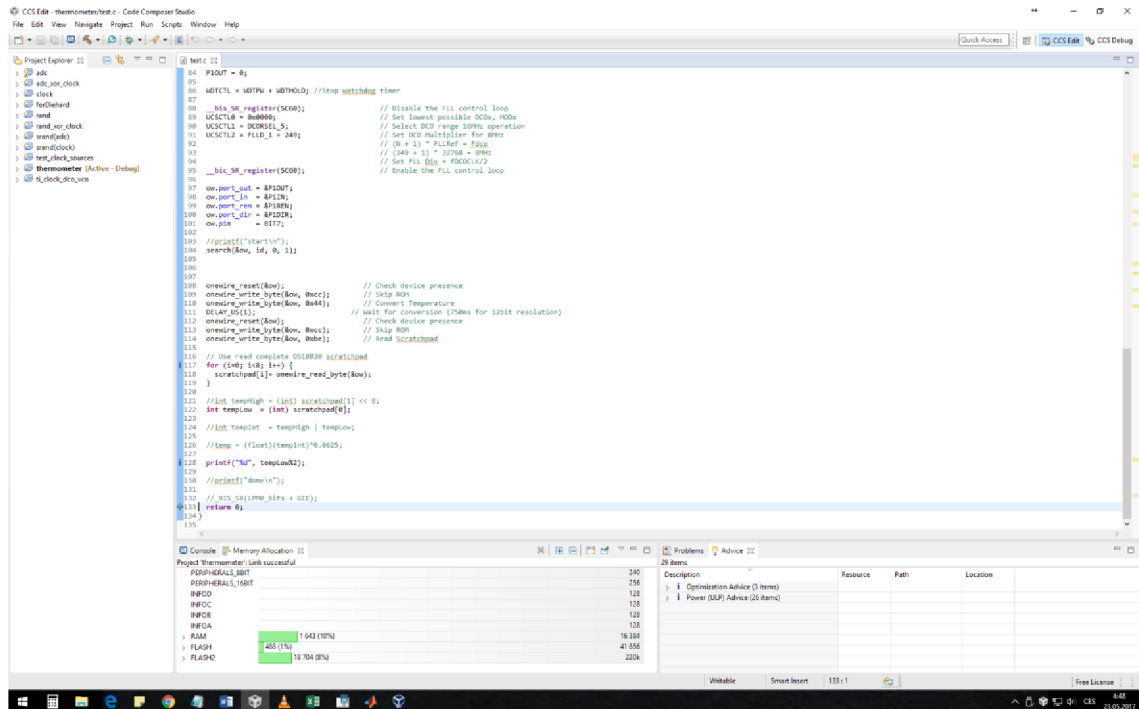 CCS Edit - thermometer/test.c - Code Composer Studio
File Edit View Navigate Project Run Scripts Window Help
Quick Access
CCS Edit
CCS Debug
Project Explorer
adc
adc_xor_clock
clock
forDiehard
rand
rand_xor_clock
srand(adc)
srand(clock)
test_clock_sources
thermometer [Active - Debug]
ti_clock_dco_vco
test.c
84 P1OUT = 0;
85
86 WDTCTL = WDTPW + WDTHOLD; //Stop watchdog timer
87
88 __bis_SR_register(SCG0); // Disable the FLL control loop
89 UCSCTL0 = 0x0000; // Set lowest possible DCOx, MODx
90 UCSCTL1 = DCORSEL_5; // Select DCO range 16MHz operation
91 UCSCTL2 = FLLD_1 + 249; // Set DCO Multiplier for 8MHz
92 // (N + 1) * FLLRef = Fdco
93 // (249 + 1) * 32768 = 8MHz
94 // Set FLL Div = fDCOCLK/2
95 __bic_SR_register(SCG0); // Enable the FLL control loop
96
97 ow.port_out = &P1OUT;
98 ow.port_in = &P1IN;
99 ow.port_ren = &P1REN;
100 ow.port_dir = &P1DIR;
101 ow.pin = BIT7;
102
103 //printf("start\n");
104 search(&ow, id, 0, 1);
105
106
107
108 onewire_reset(&ow); // Check device presence
109 onewire_write_byte(&ow, 0xcc); // Skip ROM
110 onewire_write_byte(&ow, 0x44); // Convert Temperature
111 DELAY_US(1); // Wait for conversion (750ms for 12bit resolution)
112 onewire_reset(&ow); // Check device presence
113 onewire_write_byte(&ow, 0xcc); // Skip ROM
114 onewire_write_byte(&ow, 0xbe); // Read Scratchpad
115
116 // Use read complete DS18B20 scratchpad
117 for (i=0; i<8; i++) {
118 scratchpad[i]= onewire_read_byte(&ow);
119 }
120
121 //int tempHigh = (int) scratchpad[1] << 8;
122 int tempLow = (int) scratchpad[0];
123
124 //int tempInt = tempHigh | tempLow;
125
126 //temp = (float)(tempInt)*0.0625;
127
128 printf("%d", tempLow%2);
129
130 //printf("done\n");
131
132 //_BIS_SR(LPM0_bits + GIE);
133 return 0;
134 }
135
Console
Memory Allocation
Project 'thermometer': Link successful
PERIPHERALS_8BIT 240
PERIPHERALS_16BIT 256
INFOD 128
INFOC 128
INFOB 128
INFOA 128
RAM 1 643 (10%) 16 384
FLASH 488 (1%) 41 856
FLASH2 18 704 (8%) 220k
Problems
Advice
29 items
Description Resource Path Location
Optimization Advice (3 items)
Power (ULP) Advice (26 items)
Writable Smart Insert 133 : 1 Free License
CES 4:48
23.05.2017